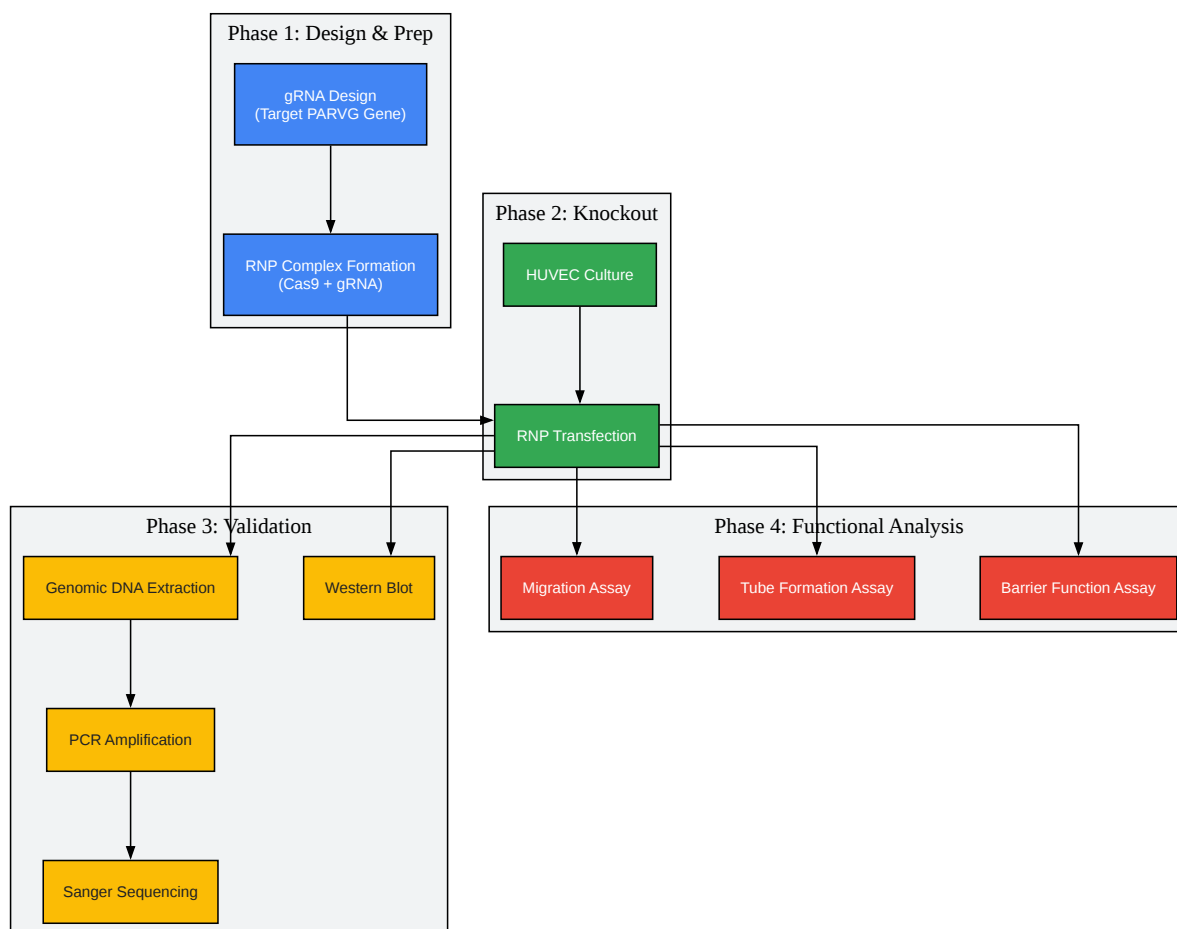 Phase 1: Design & Prep
gRNA Design
(Target PARVG Gene)
RNP Complex Formation
(Cas9 + gRNA)
Phase 2: Knockout
HUVEC Culture
RNP Transfection
Phase 3: Validation
Genomic DNA Extraction
Western Blot
PCR Amplification
Sanger Sequencing
Phase 4: Functional Analysis
Migration Assay
Tube Formation Assay
Barrier Function Assay